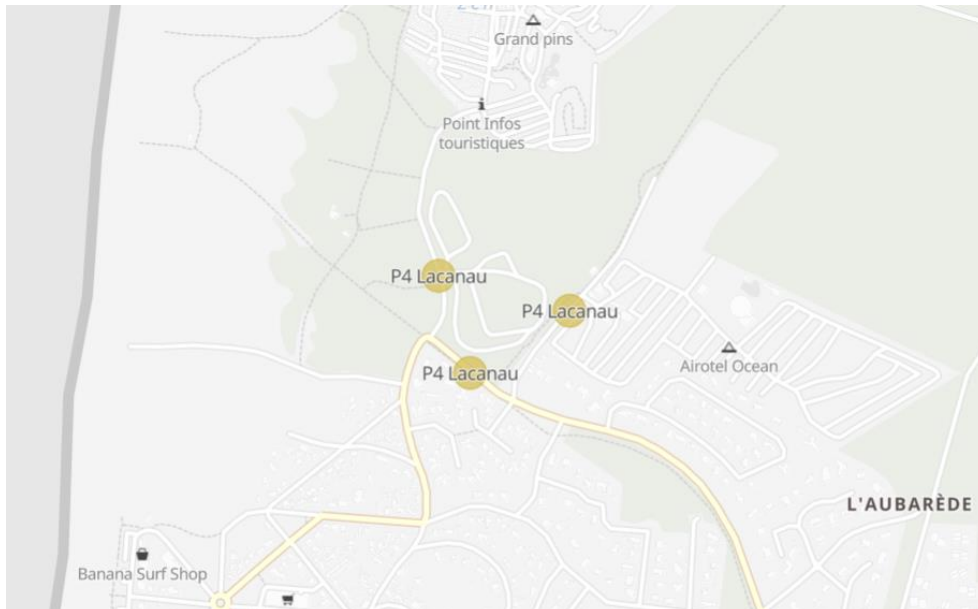 Grand pins
Point Infos
touristiques
P4 Lacanau
P4 Lacanau
Airotel Ocean
P4 Lacanau
L'AUBARÈDE
Banana Surf Shop